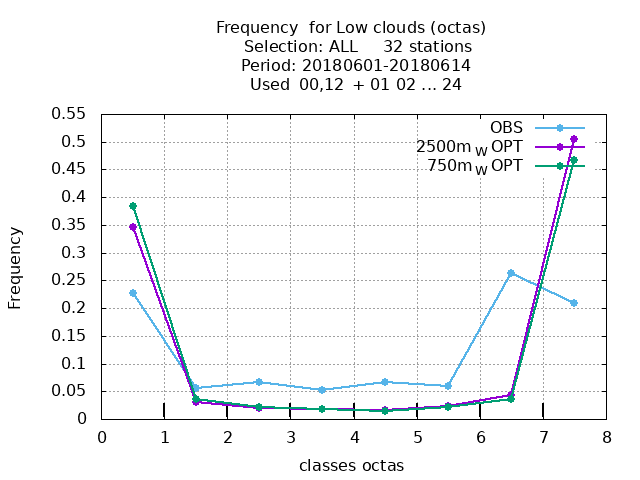 Frequency  for Low clouds (octas)
Selection: ALL     32 stations
Period: 20180601-20180614
Used  00,12  + 01 02 ... 24
OBS
2500m WOPT
750m WOPT
0.55
0.5
0.45
0.4
0.35
0.3
0.25
0.2
0.15
0.1
0.05
0
Frequency
0 1 2 3 4 5 6 7 8
classes octas